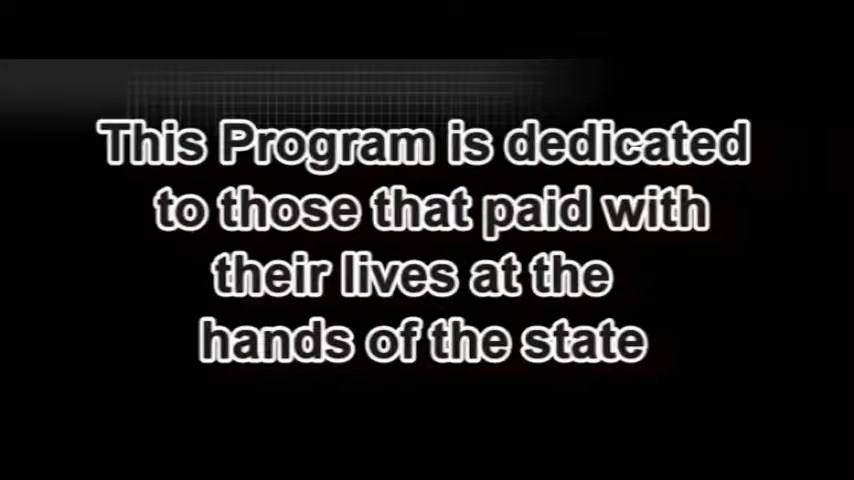 This Program is dedicated
to those that paid with
their lives at the
hands of the state